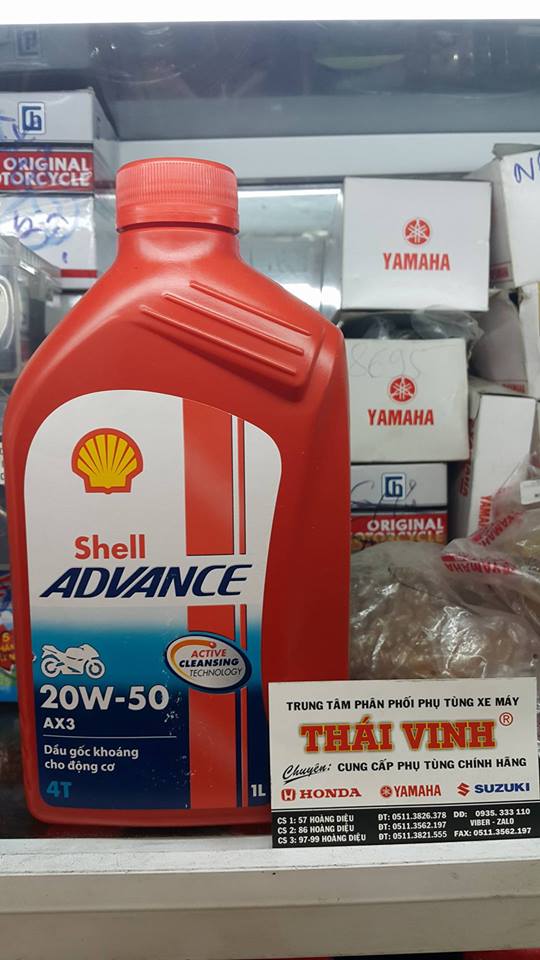 ORIGINAL
MOTORCYCLE
YAMAHA
YAMAHA
ORIGINAL
MOTORCYCLE
YAMAHA
Shell
ADVANCE
ACTIVE
CLEANSING
TECHNOLOGY
20W-50
AX3
Dầu gốc khoáng
cho động cơ
4T
1L
TRUNG TÂM PHÂN PHỐI PHỤ TÙNG XE MÁY
THÁI VINH®
Chuyên: CUNG CẤP PHỤ TÙNG CHÍNH HÃNG
HONDA YAMAHA SUZUKI
CS 1: 57 HOÀNG DIỆU ĐT: 0511.3826.378 DĐ: 0935. 333 110
CS 2: 86 HOÀNG DIỆU ĐT: 0511.3562.197 VIBER - ZALO
CS 3: 97-99 HOÀNG DIỆU ĐT: 0511.3821.555 FAX: 0511.3562.197